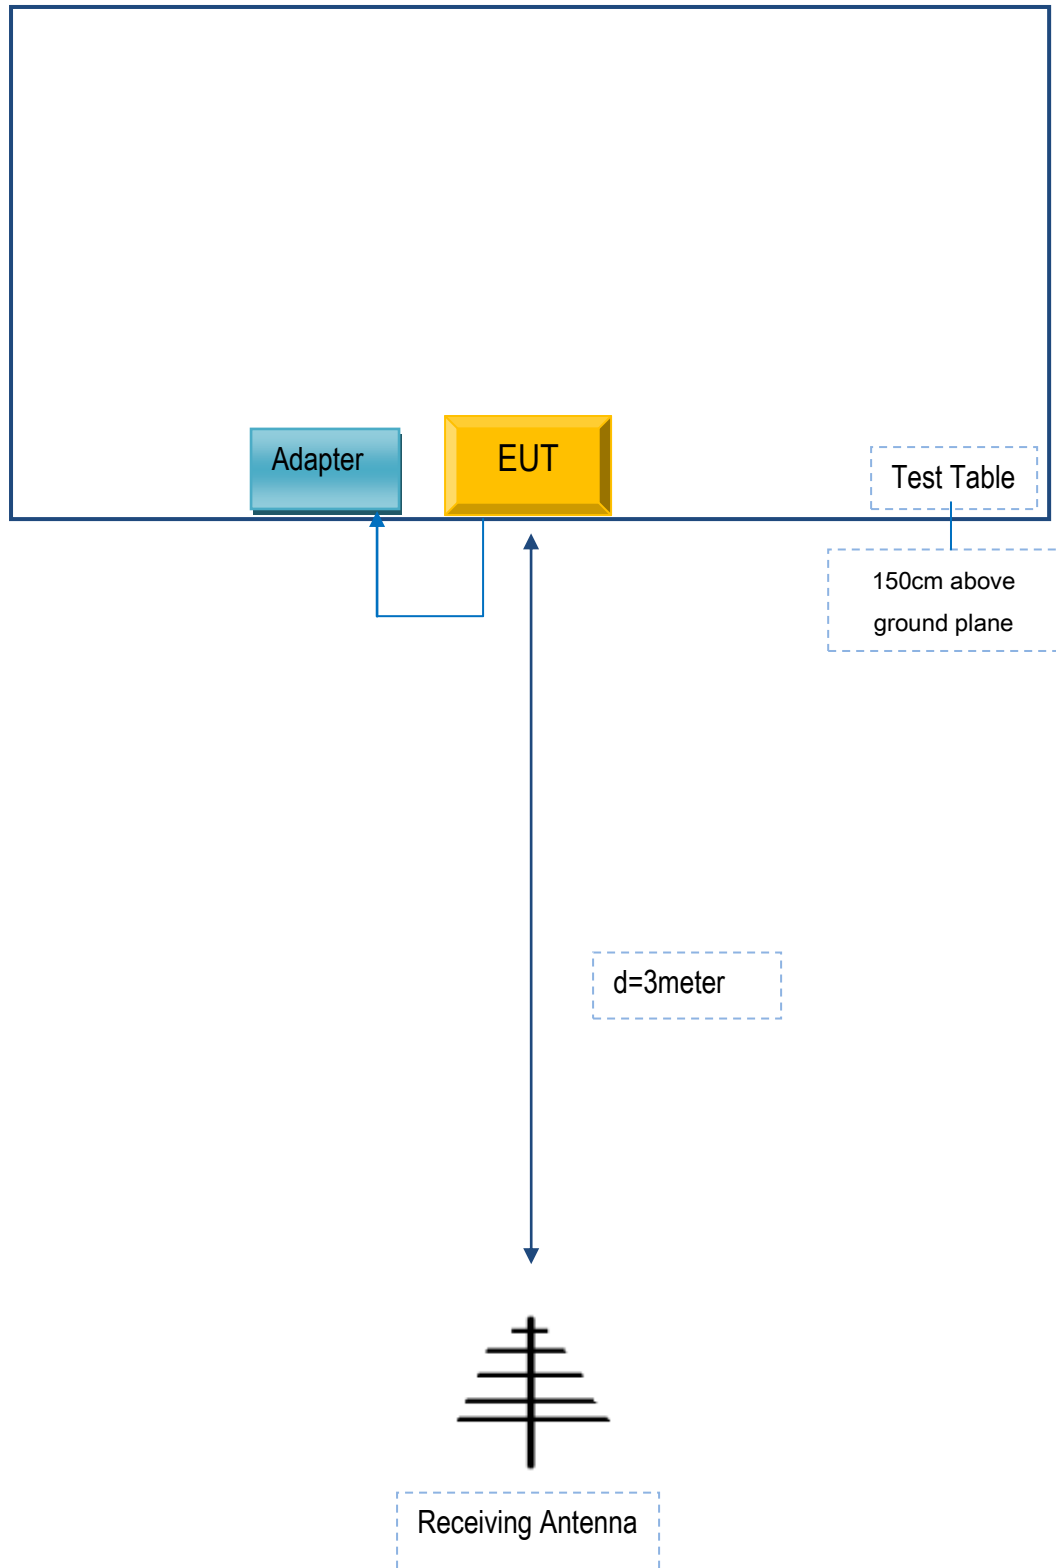 Adapter
EUT
Test Table
150cm above
ground plane
d=3meter
Receiving Antenna